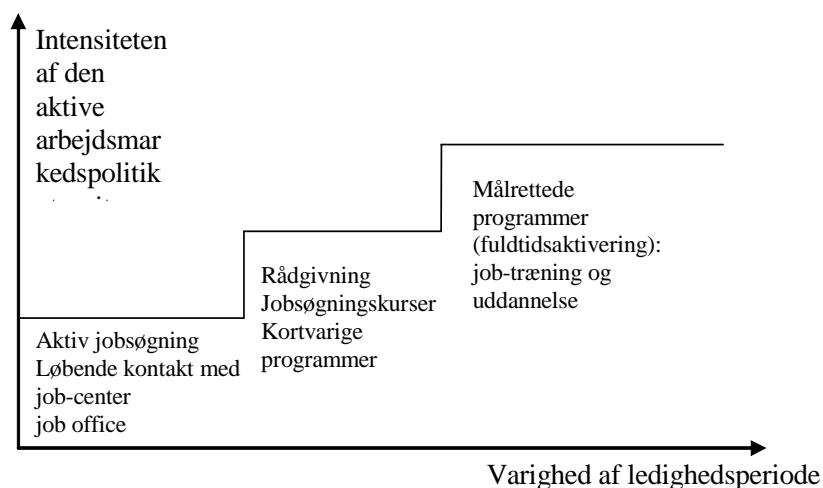 Intensiteten
af den
aktive
arbejdsmar
kedspolitik
Målrettede
programmer
(fuldtidsaktivering):
job-træning og
uddannelse
Rådgivning
Jobsøgningskurser
Kortvarige
programmer
Aktiv jobsøgning
Løbende kontakt med
job-center
job office
Varighed af ledighedsperiode